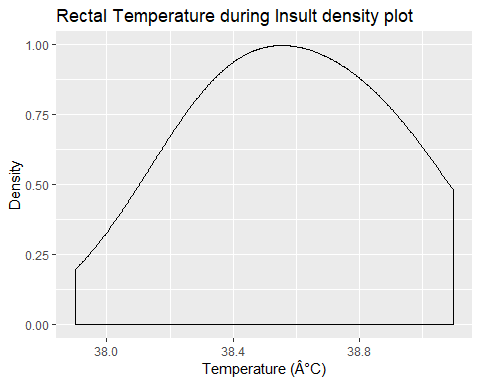 Rectal Temperature during Insult density plot
1.00
0.75
0.50
0.25
0.00
Density
38.0 38.4 38.8
Temperature (Â°C)